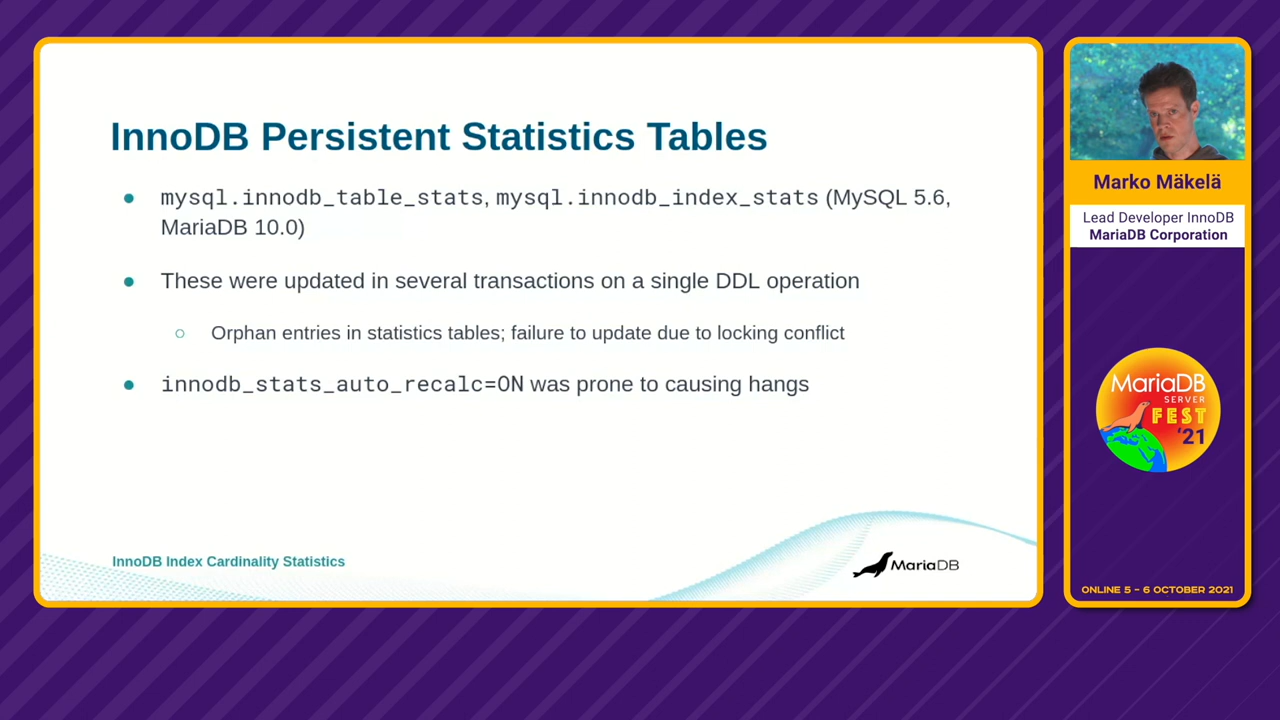 InnoDB Persistent Statistics Tables
mysql.innodb_table_stats, mysql.innodb_index_stats (MySQL 5.6,
MariaDB 10.0)
These were updated in several transactions on a single DDL operation
Orphan entries in statistics tables; failure to update due to locking conflict
innodb_stats_auto_recalc=ON was prone to causing hangs
InnoDB Index Cardinality Statistics
MariaDB
Marko Mäkelä
Lead Developer InnoDB
MariaDB Corporation
MariaDB
SERVER
FEST
'21
ONLINE 5 – 6 OCTOBER 2021